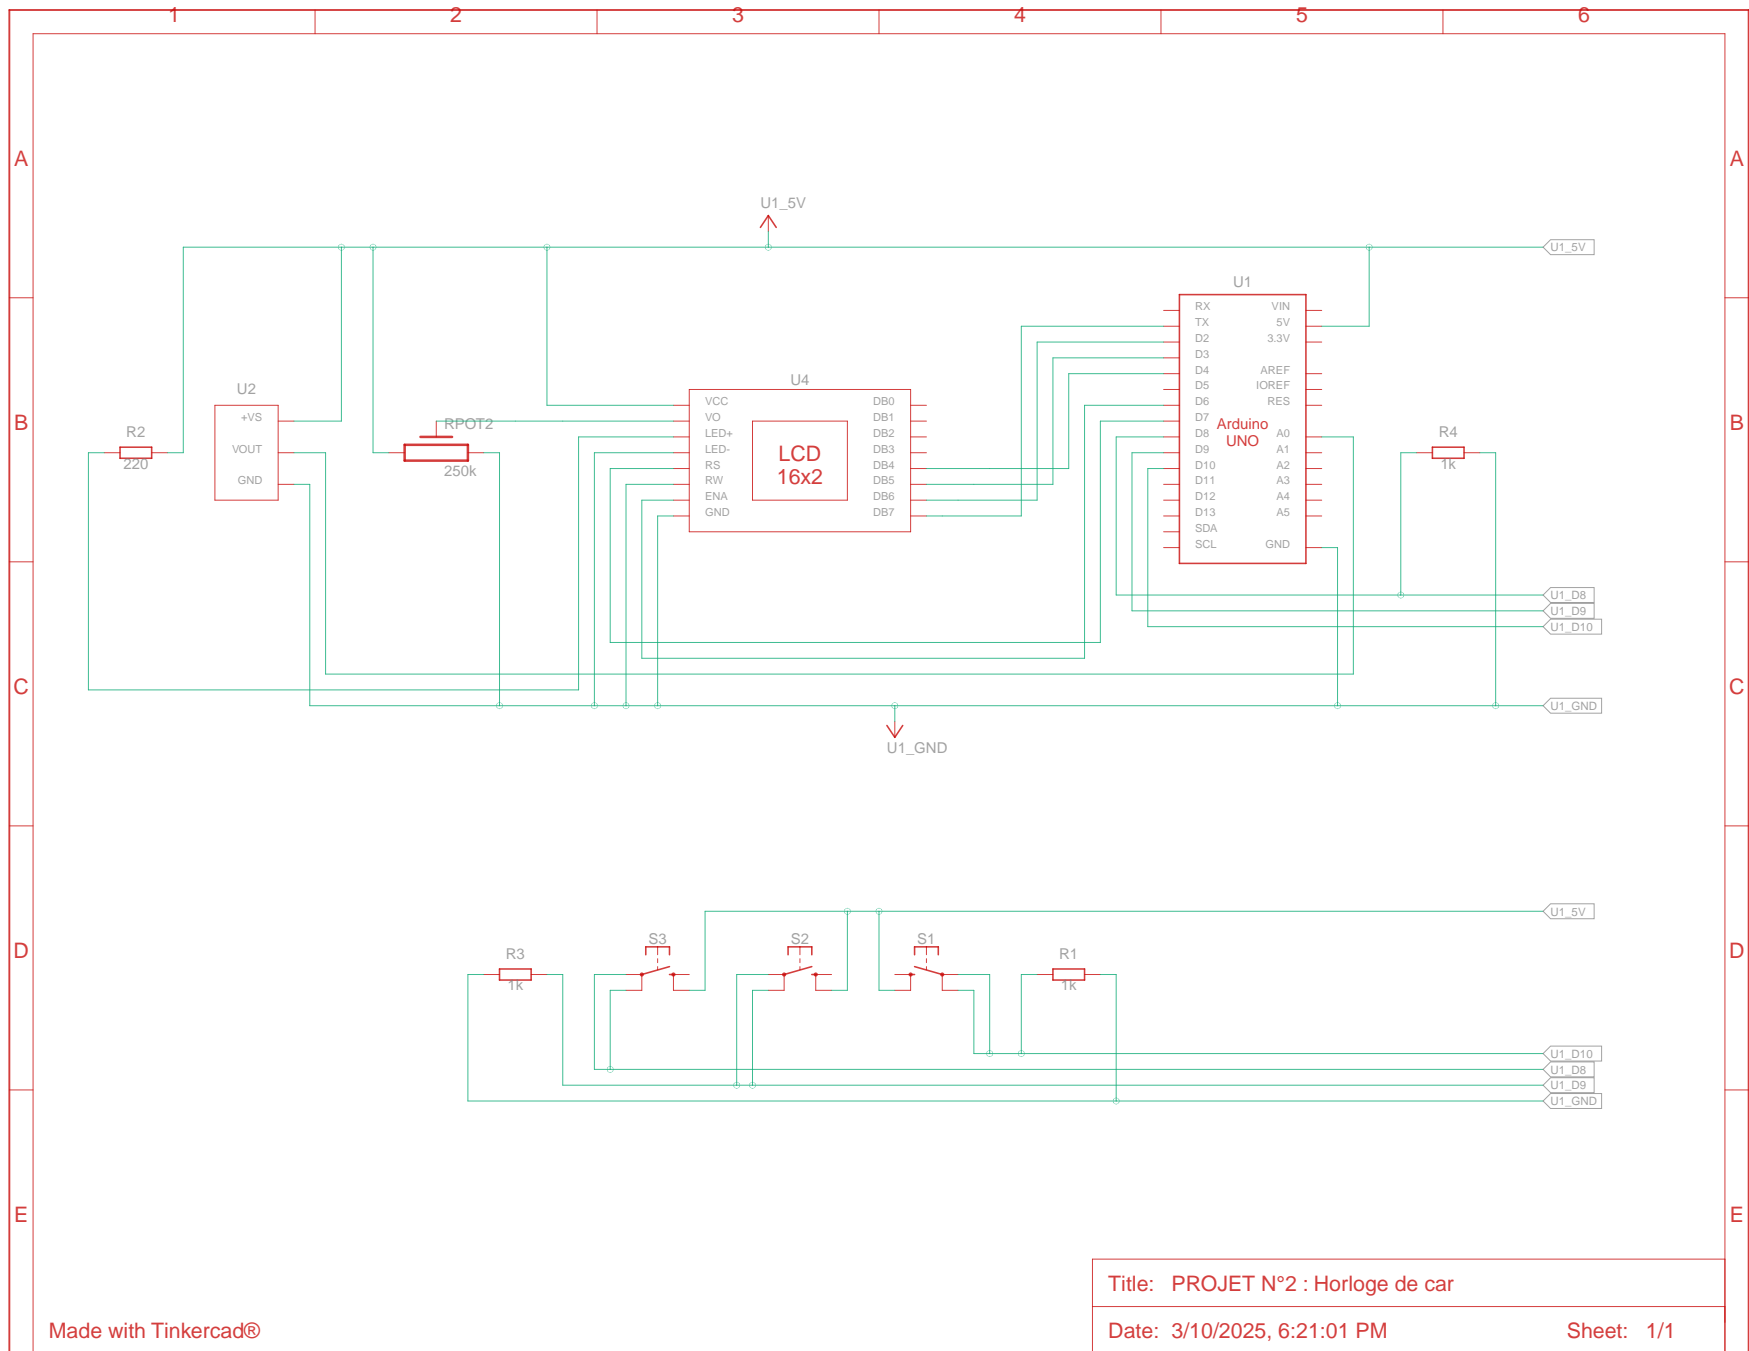 1 2 3 4 5 6
A A
U1_5V
U1_5V
U1
RX VIN
TX 5V
D2 3.3V
D3
D4 AREF
D5 IOREF
D6 RES
D7
D8 A0
D9 A1
D10 A2
D11 A3
D12 A4
D13 A5
SDA
SCL GND
Arduino
UNO
U4
VCC DB0
VO DB1
LED+ DB2
LED- DB3
RS DB4
RW DB5
ENA DB6
GND DB7
LCD
16x2
U2
+VS
VOUT
GND
B B
R2
220
RPOT2
250k
R4
1k
U1_D8
U1_D9
U1_D10
C C
U1_GND
U1_GND
U1_5V
D D
R3
1k
S3
S2
S1
R1
1k
U1_D10
U1_D8
U1_D9
U1_GND
E E
Title: PROJET N°2 : Horloge de car
Made with Tinkercad®
Date: 3/10/2025, 6:21:01 PM Sheet: 1/1